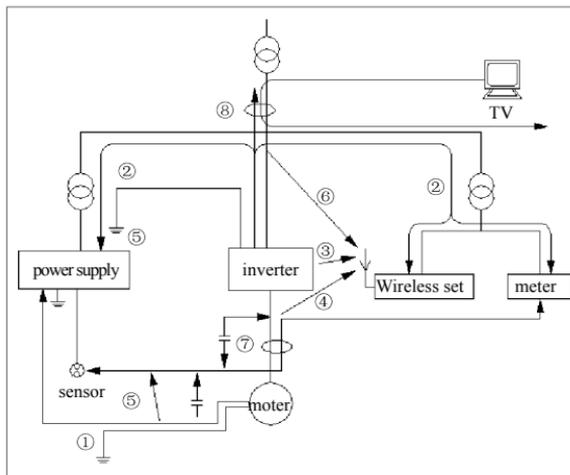 TV
⑧
②
②
⑥
⑤
③
power supply
inverter
Wireless set
meter
④
⑦
sensor
⑤
moter
①